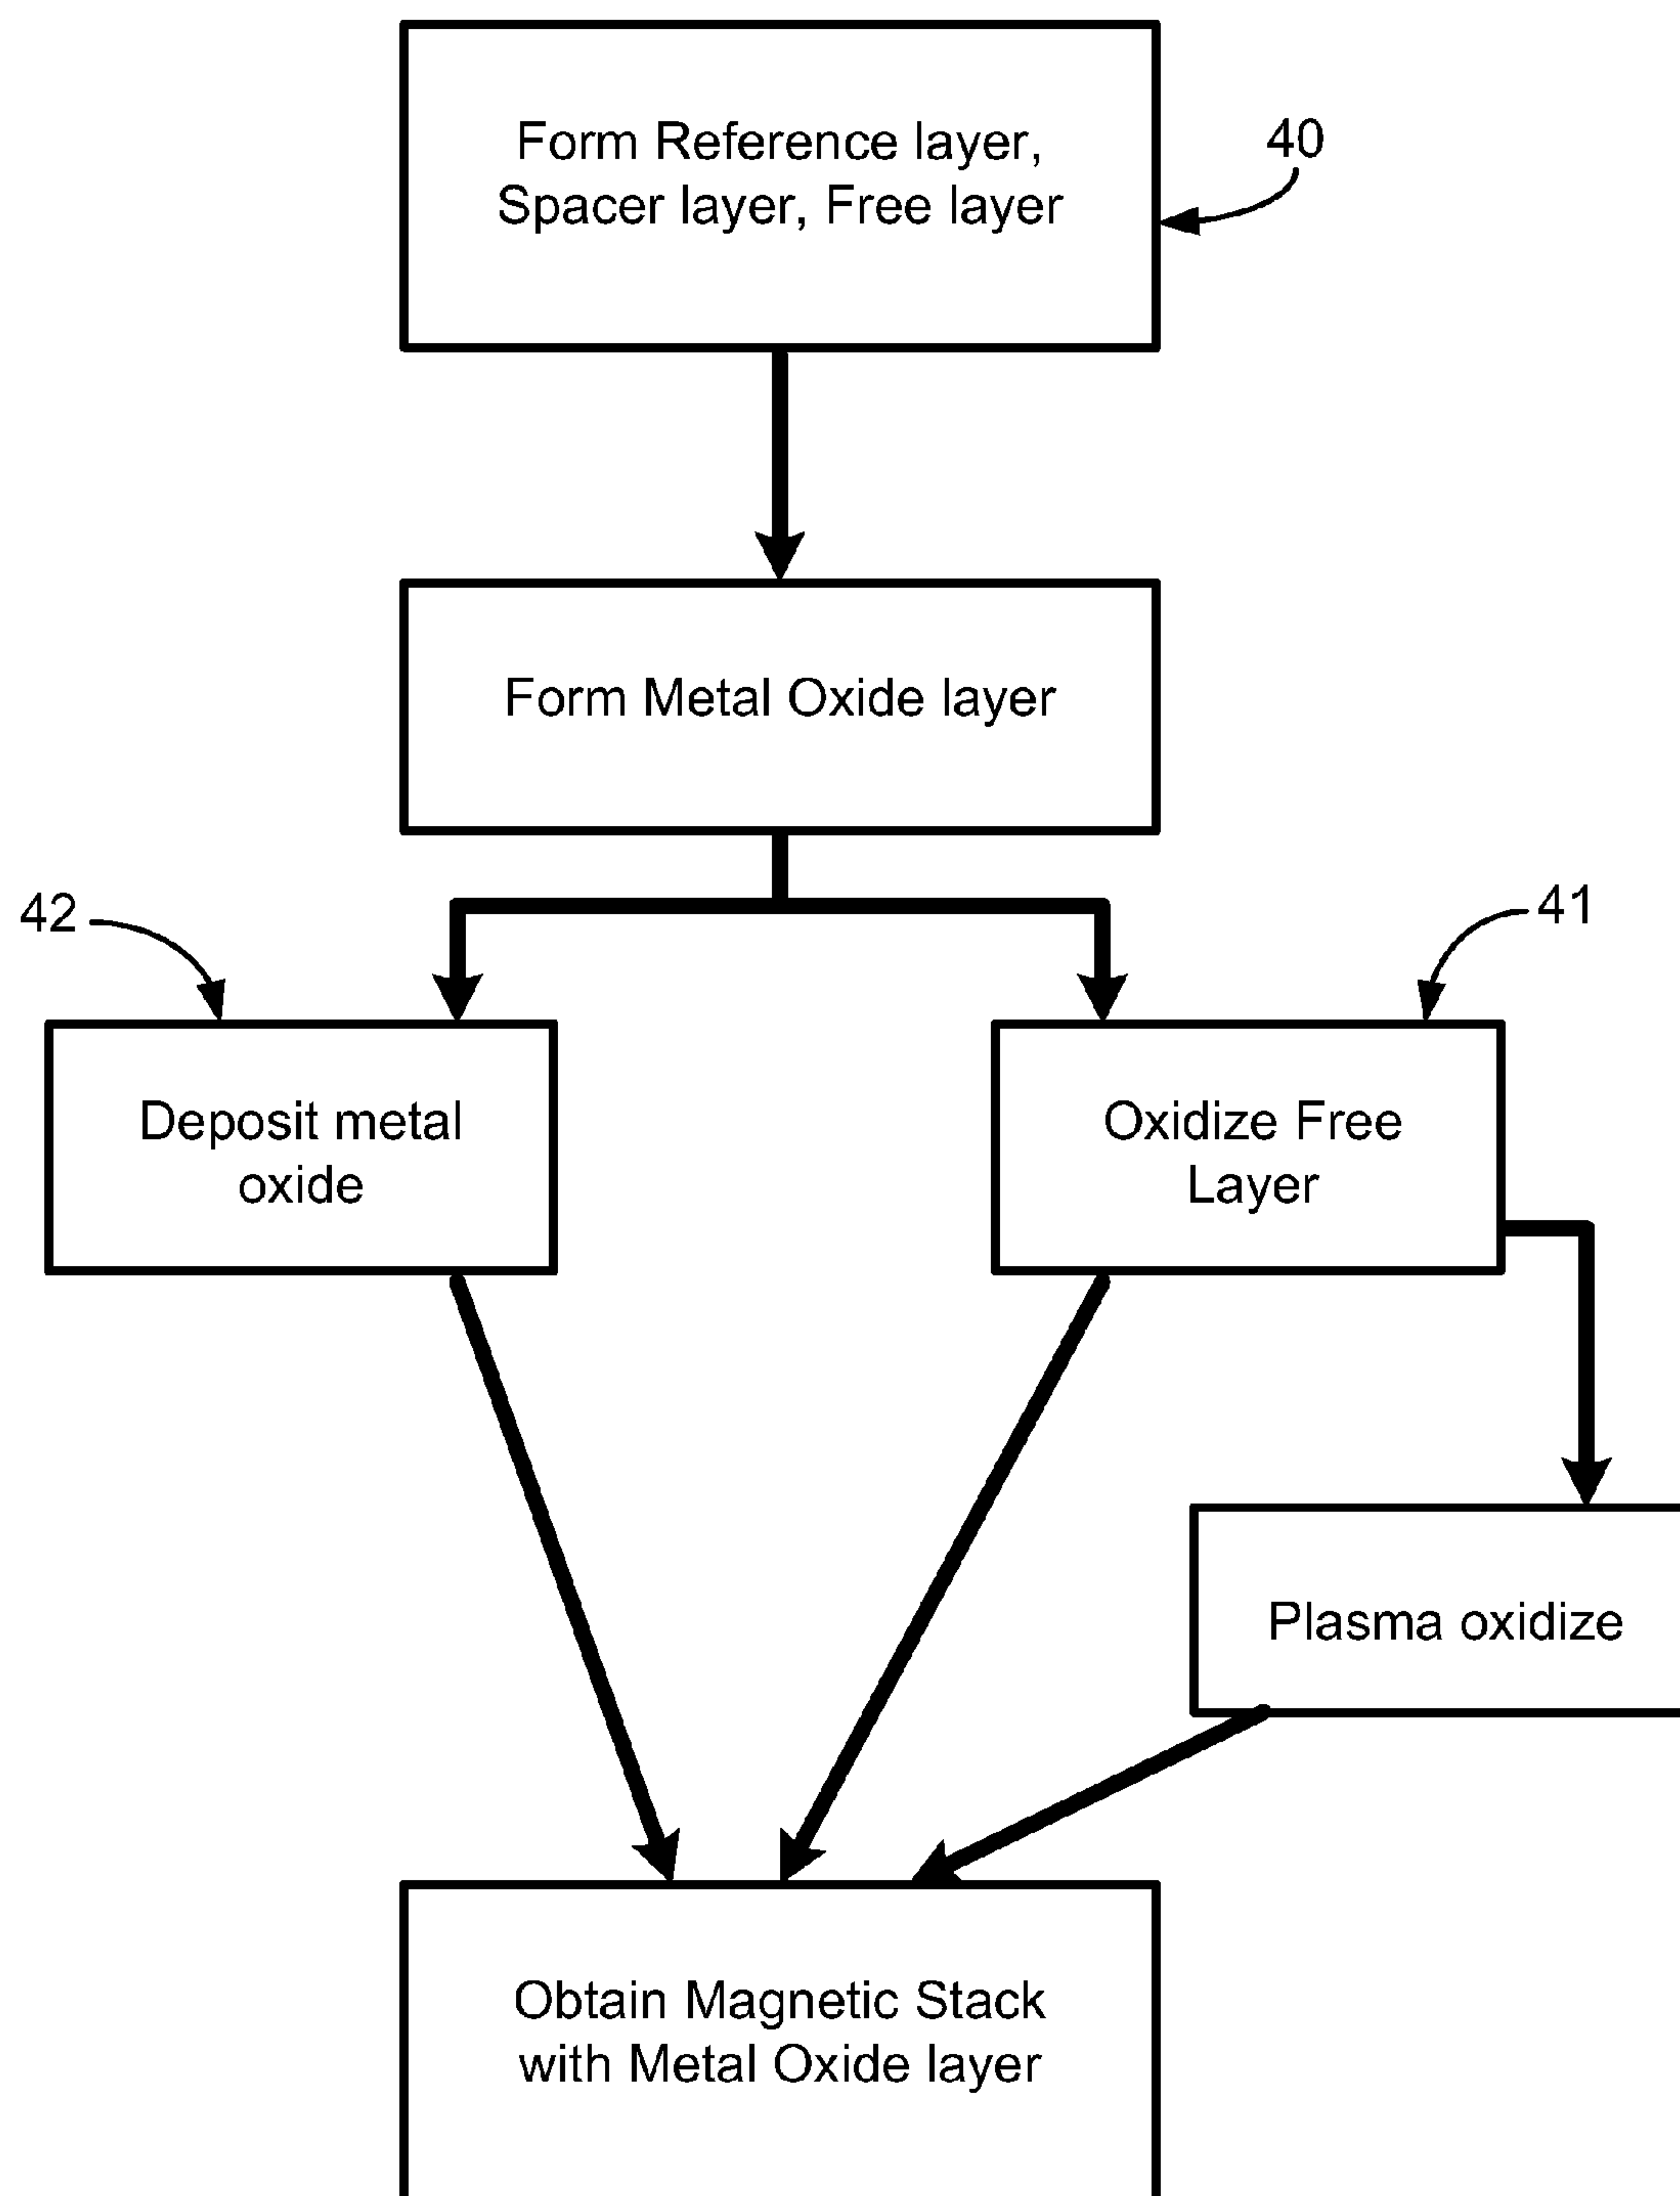 Form Reference layer,
Spacer layer, Free layer
40
Form Metal Oxide layer
42
41
Deposit metal
oxide
Oxidize Free
Layer
Plasma oxidize
Obtain Magnetic Stack
with Metal Oxide layer